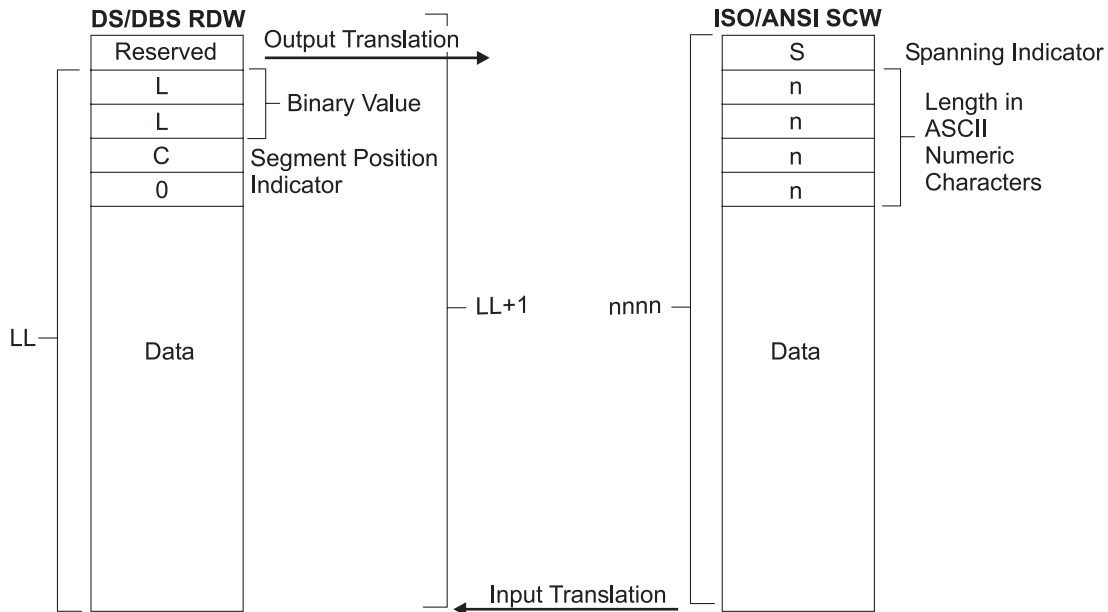 DS/DBS RDW
Reserved
L
L
C
0
Data
LL
Binary Value
Segment Position
Indicator
Output Translation
LL+1
Input Translation
ISO/ANSI SCW
S
n
n
n
n
Data
nnnn
Spanning Indicator
Length in
ASCII
Numeric
Characters